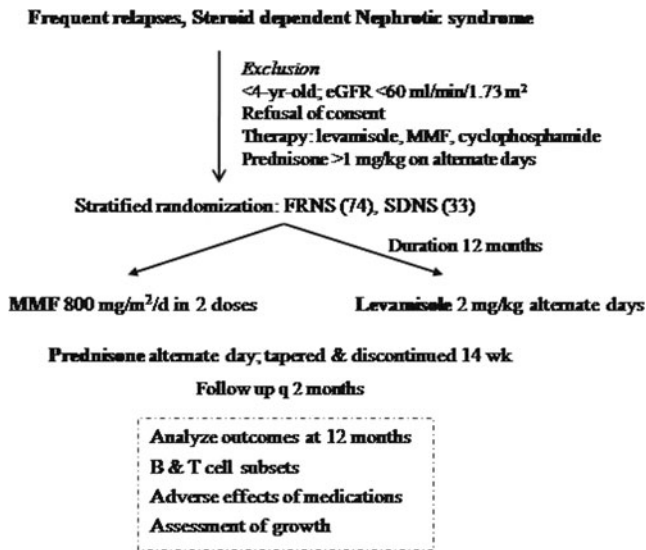 Frequent relapses, Steroid dependent Nephrotic syndrome
Exclusion
<4-yr-old; eGFR <60 ml/min/1.73 m²
Refusal of consent
Therapy: levamisole, MMF, cyclophosphamide
Prednisone >1 mg/kg on alternate days
Stratified randomization: FRNS (74), SDNS (33)
Duration 12 months
MMF 800 mg/m²/d in 2 doses
Levamisole 2 mg/kg alternate days
Prednisone alternate day; tapered & discontinued 14 wk
Follow up q 2 months
Analyze outcomes at 12 months
B & T cell subsets
Adverse effects of medications
Assessment of growth